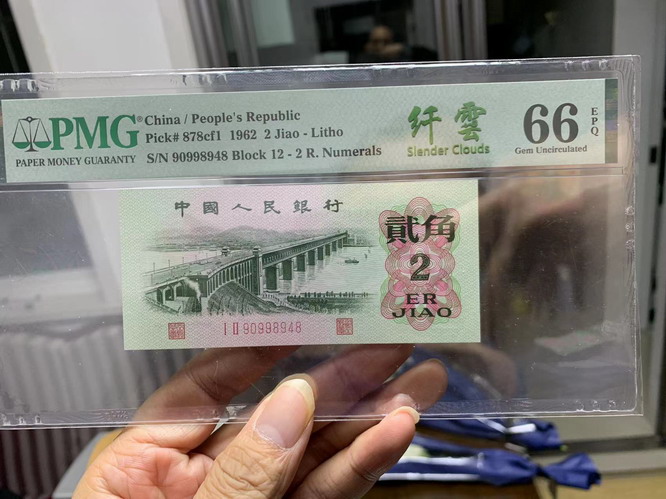 PMG®
PAPER MONEY GUARANTY
China / People's Republic
Pick# 878cf1 1962 2 Jiao - Litho
S/N 90998948 Block 12 - 2 R. Numerals
纤雲
Slender Clouds
66
EPQ
Gem Uncirculated
中國人民銀行
貳角
2
ER
JIAO
I II 90998948